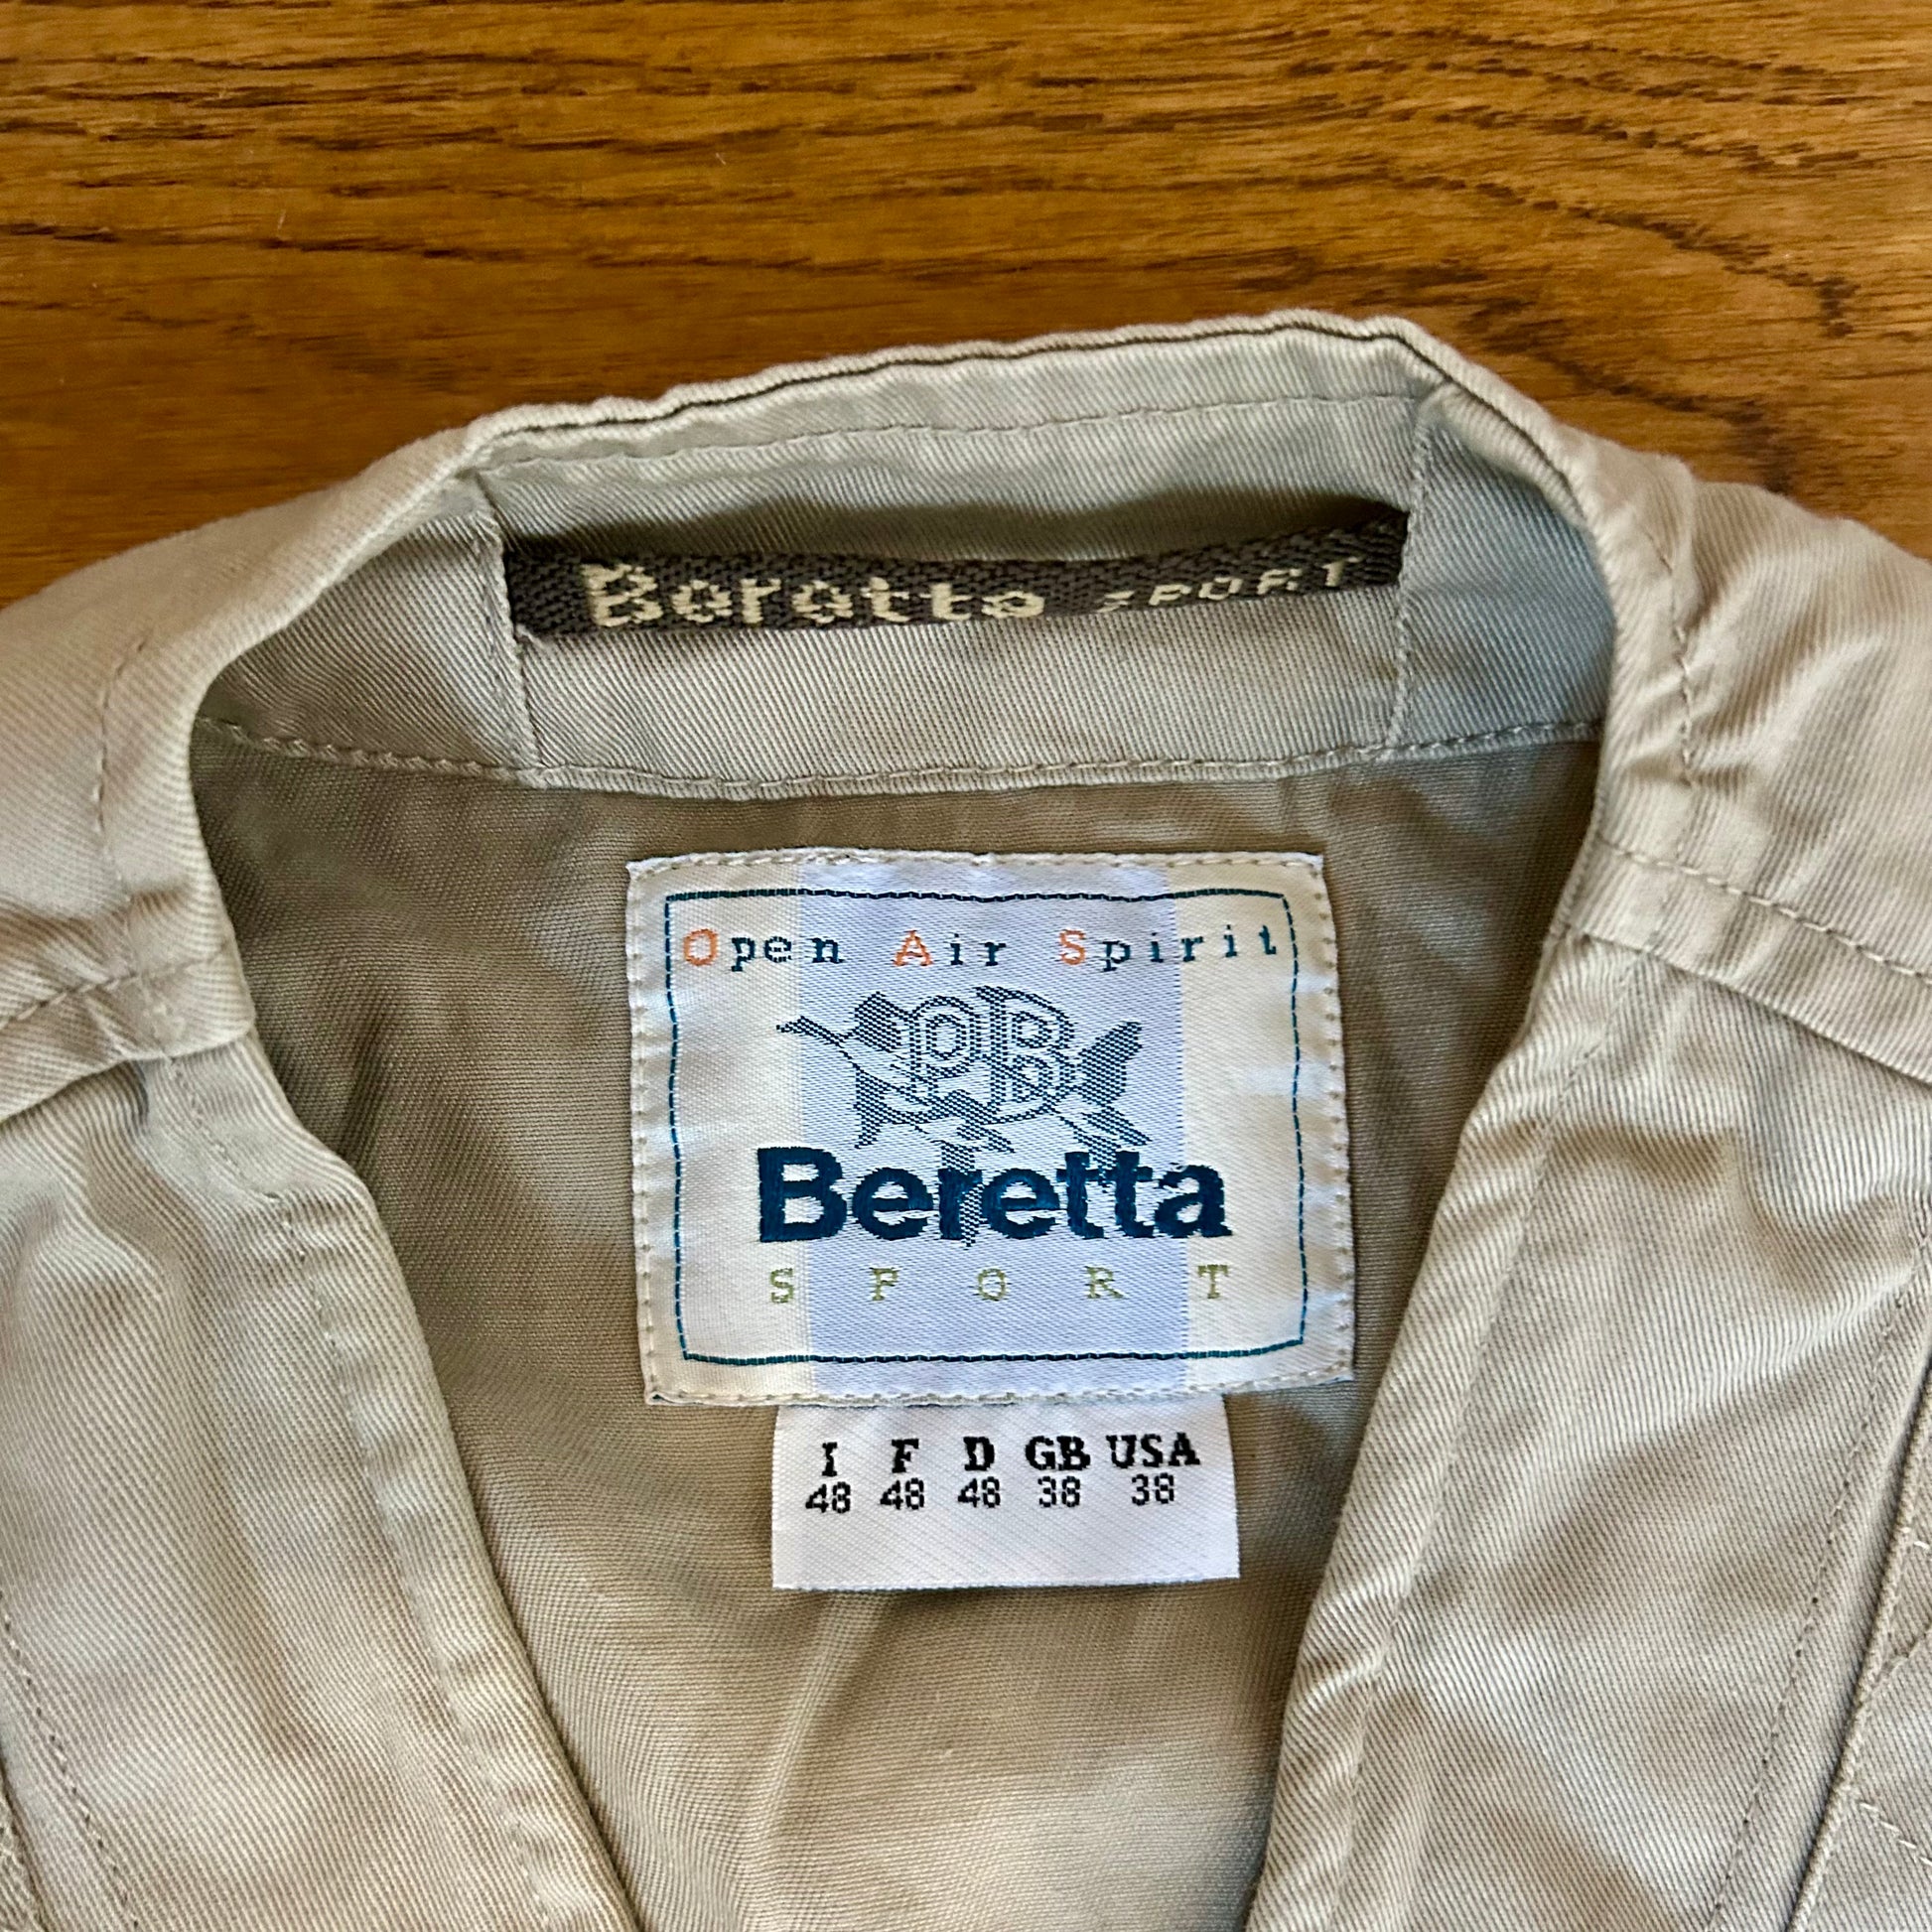 Beretta SPORT
Open Air Spirit
PB
Beretta
SPORT
I F D GB USA
48 48 48 38 38